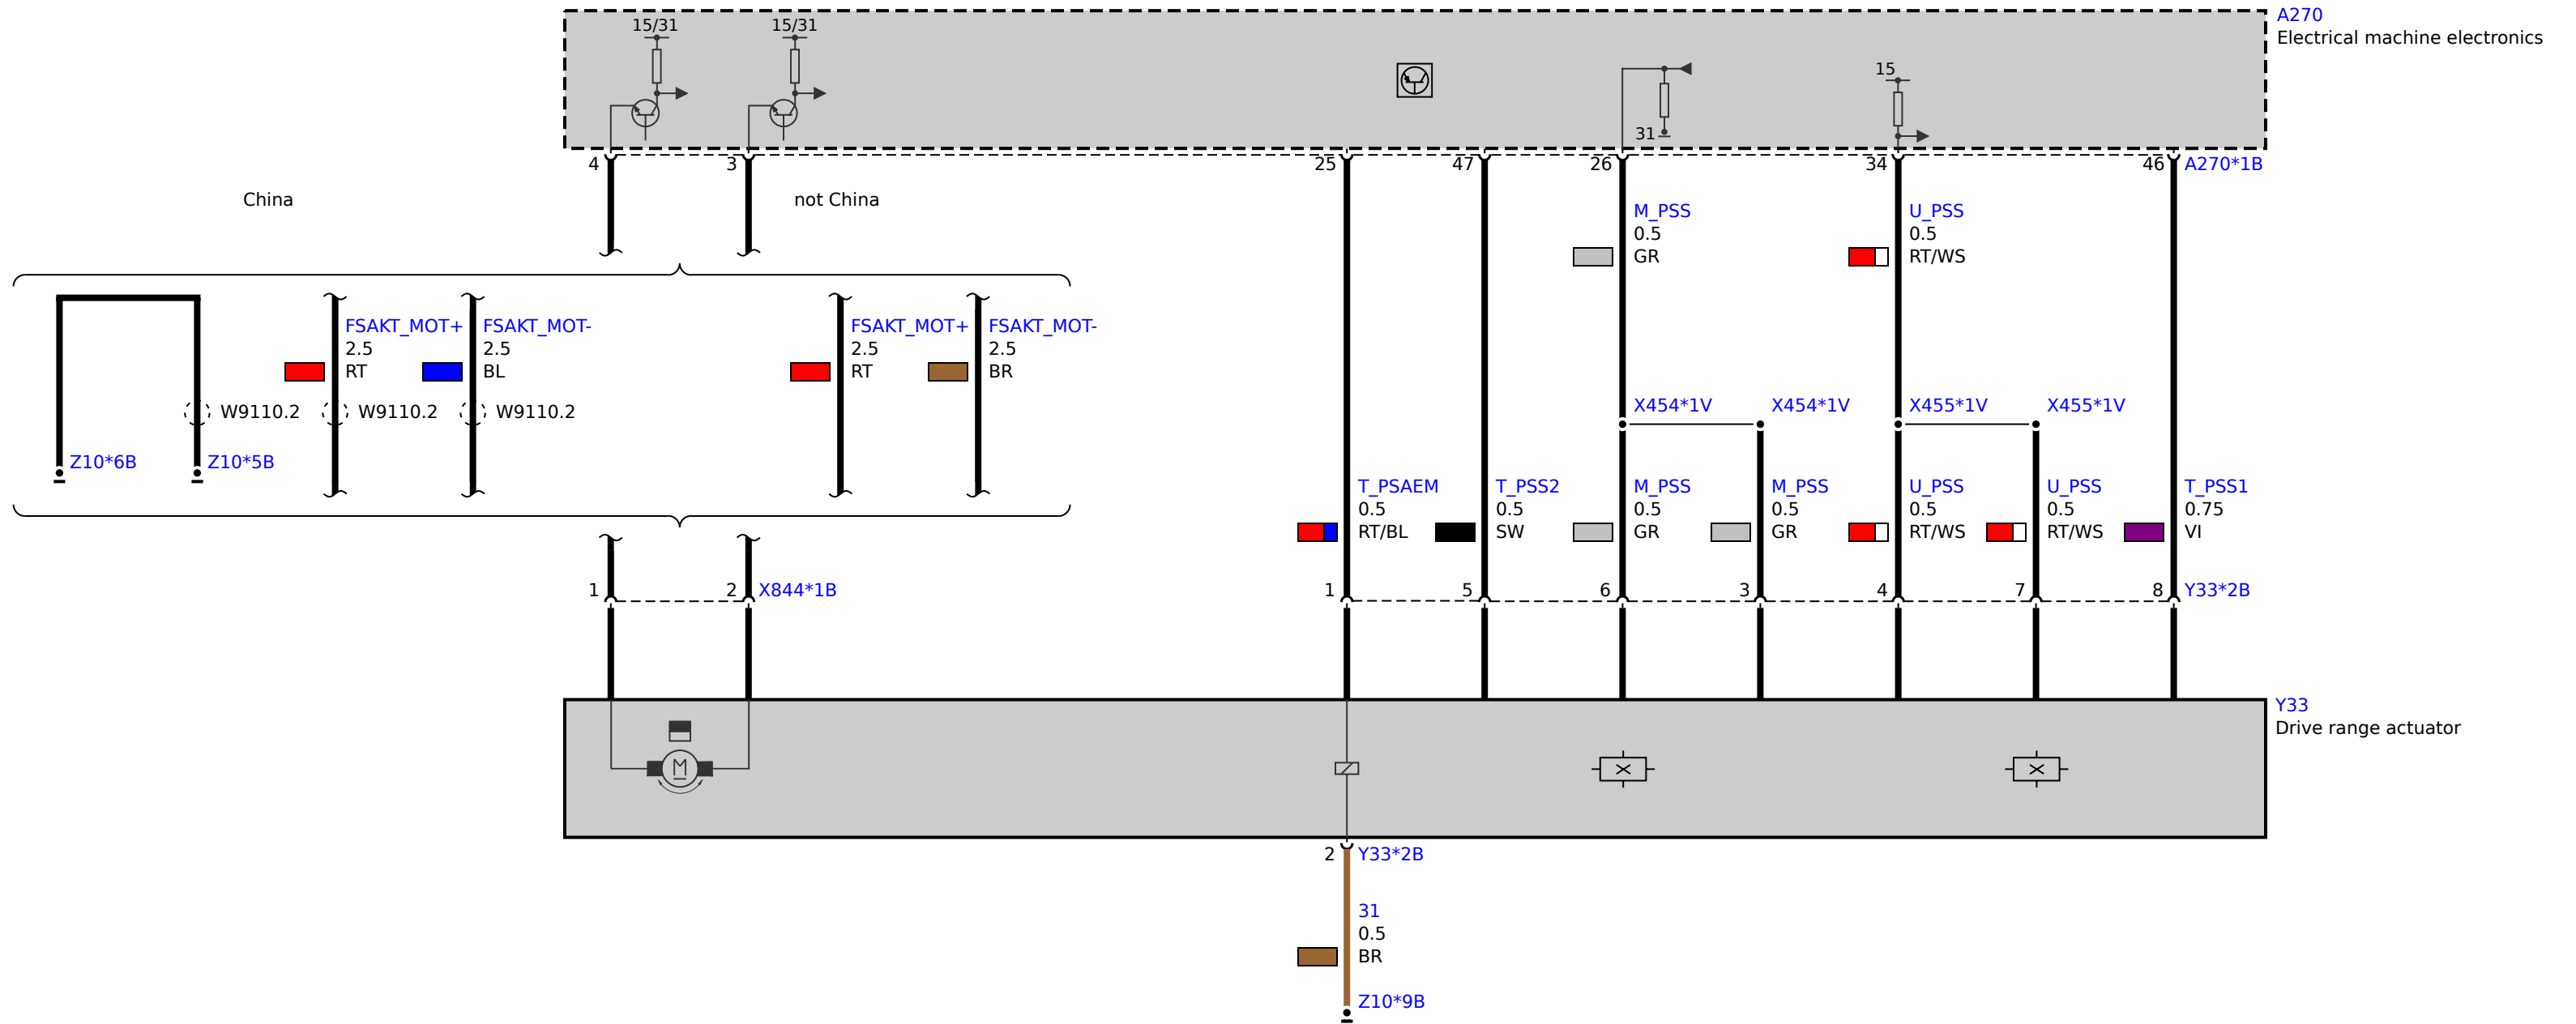 15/31
15/31
A270
Electrical machine electronics
15
31
4
3
25
47
26
34
46
A270*1B
China
not China
M_PSS
0.5
GR
U_PSS
0.5
RT/WS
FSAKT_MOT+
2.5
RT
FSAKT_MOT-
2.5
BL
FSAKT_MOT+
2.5
RT
FSAKT_MOT-
2.5
BR
W9110.2
W9110.2
W9110.2
X454*1V
X454*1V
X455*1V
X455*1V
Z10*6B
Z10*5B
T_PSAEM
0.5
RT/BL
T_PSS2
0.5
SW
M_PSS
0.5
GR
M_PSS
0.5
GR
U_PSS
0.5
RT/WS
U_PSS
0.5
RT/WS
T_PSS1
0.75
VI
1
2
X844*1B
1
5
6
3
4
7
8
Y33*2B
Y33
Drive range actuator
M
2
Y33*2B
31
0.5
BR
Z10*9B